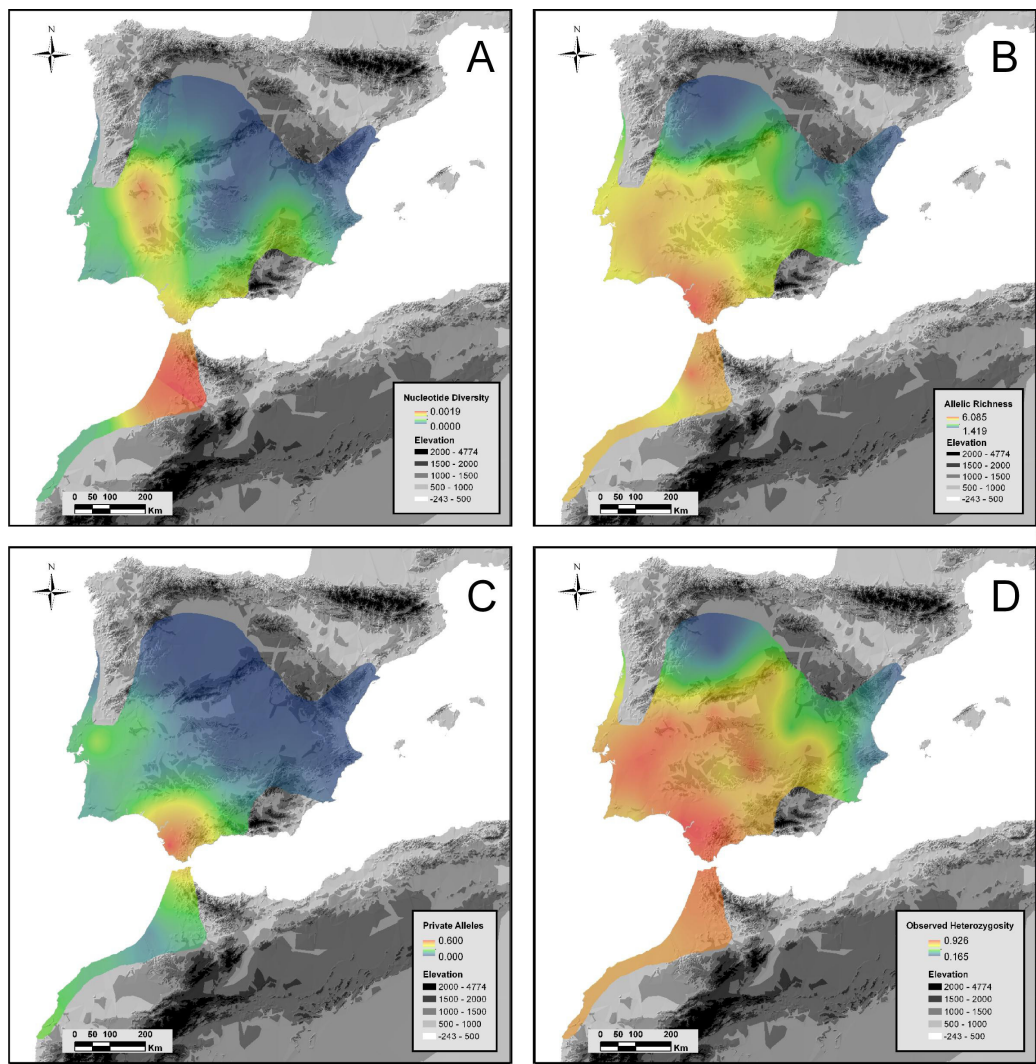 N
A
Nucleotide Diversity
0.0019
0.0000
Elevation
2000 - 4774
1500 - 2000
1000 - 1500
500 - 1000
-243 - 500
0 50 100 200
Km
N
B
Allelic Richness
6.085
1.419
Elevation
2000 - 4774
1500 - 2000
1000 - 1500
500 - 1000
-243 - 500
0 50 100 200
Km
N
C
Private Alleles
0.600
0.000
Elevation
2000 - 4774
1500 - 2000
1000 - 1500
500 - 1000
-243 - 500
0 50 100 200
Km
N
D
Observed Heterozygosity
0.926
0.165
Elevation
2000 - 4774
1500 - 2000
1000 - 1500
500 - 1000
-243 - 500
0 50 100 200
Km